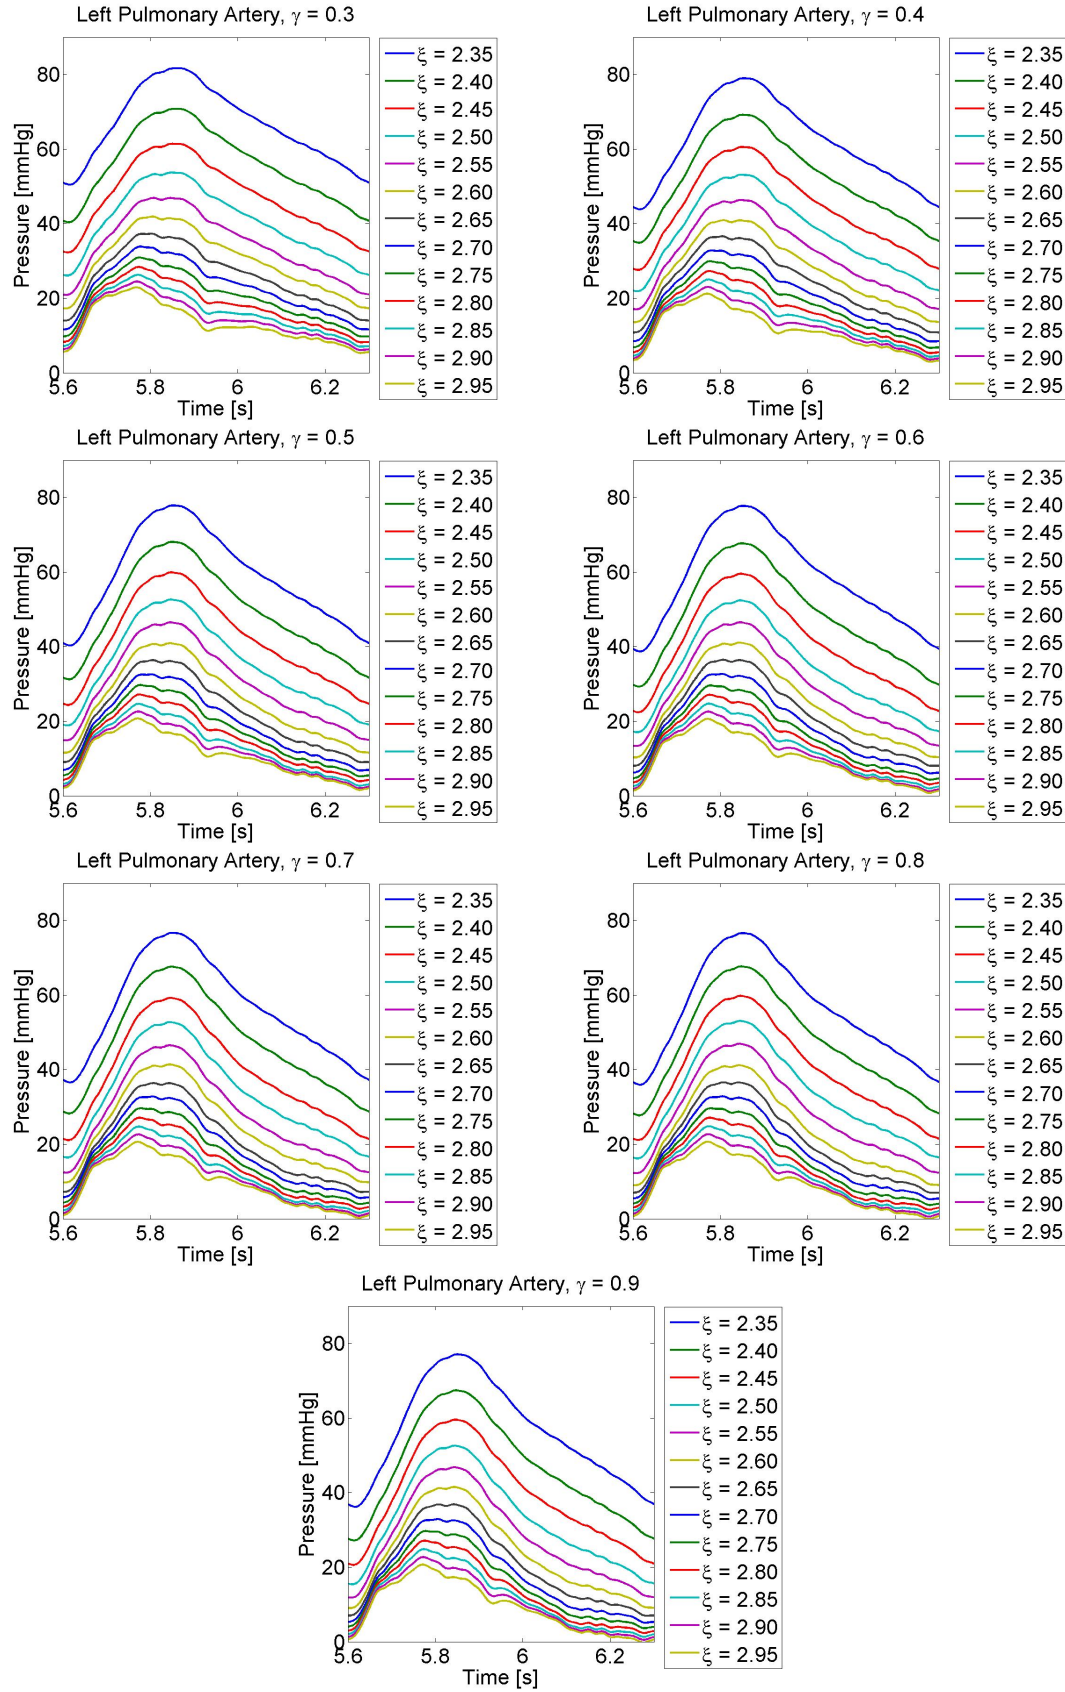 Left Pulmonary Artery, γ = 0.3
Pressure [mmHg]
80
60
40
20
0
5.6 5.8 6 6.2
Time [s]
ξ = 2.35
ξ = 2.40
ξ = 2.45
ξ = 2.50
ξ = 2.55
ξ = 2.60
ξ = 2.65
ξ = 2.70
ξ = 2.75
ξ = 2.80
ξ = 2.85
ξ = 2.90
ξ = 2.95
Left Pulmonary Artery, γ = 0.4
Pressure [mmHg]
80
60
40
20
0
5.6 5.8 6 6.2
Time [s]
ξ = 2.35
ξ = 2.40
ξ = 2.45
ξ = 2.50
ξ = 2.55
ξ = 2.60
ξ = 2.65
ξ = 2.70
ξ = 2.75
ξ = 2.80
ξ = 2.85
ξ = 2.90
ξ = 2.95
Left Pulmonary Artery, γ = 0.5
Pressure [mmHg]
80
60
40
20
0
5.6 5.8 6 6.2
Time [s]
ξ = 2.35
ξ = 2.40
ξ = 2.45
ξ = 2.50
ξ = 2.55
ξ = 2.60
ξ = 2.65
ξ = 2.70
ξ = 2.75
ξ = 2.80
ξ = 2.85
ξ = 2.90
ξ = 2.95
Left Pulmonary Artery, γ = 0.6
Pressure [mmHg]
80
60
40
20
0
5.6 5.8 6 6.2
Time [s]
ξ = 2.35
ξ = 2.40
ξ = 2.45
ξ = 2.50
ξ = 2.55
ξ = 2.60
ξ = 2.65
ξ = 2.70
ξ = 2.75
ξ = 2.80
ξ = 2.85
ξ = 2.90
ξ = 2.95
Left Pulmonary Artery, γ = 0.7
Pressure [mmHg]
80
60
40
20
0
5.6 5.8 6 6.2
Time [s]
ξ = 2.35
ξ = 2.40
ξ = 2.45
ξ = 2.50
ξ = 2.55
ξ = 2.60
ξ = 2.65
ξ = 2.70
ξ = 2.75
ξ = 2.80
ξ = 2.85
ξ = 2.90
ξ = 2.95
Left Pulmonary Artery, γ = 0.8
Pressure [mmHg]
80
60
40
20
0
5.6 5.8 6 6.2
Time [s]
ξ = 2.35
ξ = 2.40
ξ = 2.45
ξ = 2.50
ξ = 2.55
ξ = 2.60
ξ = 2.65
ξ = 2.70
ξ = 2.75
ξ = 2.80
ξ = 2.85
ξ = 2.90
ξ = 2.95
Left Pulmonary Artery, γ = 0.9
Pressure [mmHg]
80
60
40
20
0
5.6 5.8 6 6.2
Time [s]
ξ = 2.35
ξ = 2.40
ξ = 2.45
ξ = 2.50
ξ = 2.55
ξ = 2.60
ξ = 2.65
ξ = 2.70
ξ = 2.75
ξ = 2.80
ξ = 2.85
ξ = 2.90
ξ = 2.95